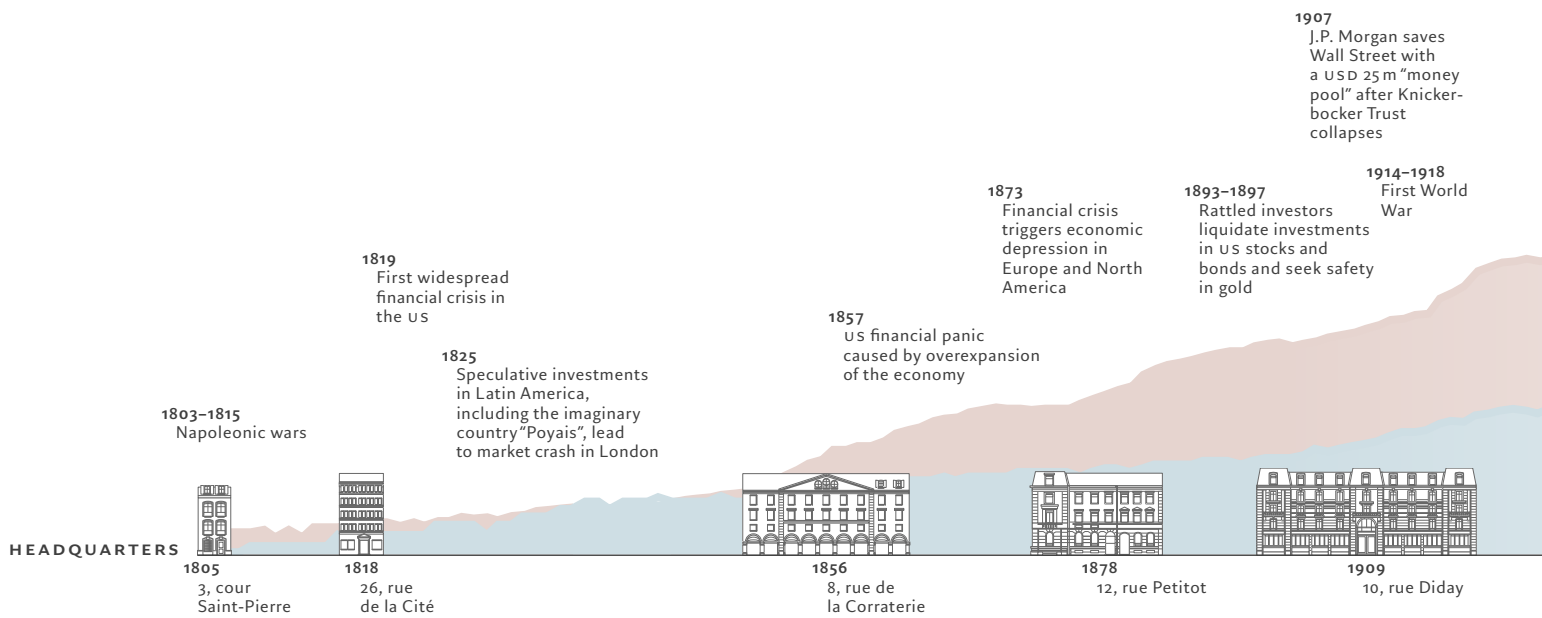 1907
J.P. Morgan saves
Wall Street with
a USD 25 m “money
pool” after Knicker-
bocker Trust
collapses
1914–1918
First World
War
1873
Financial crisis
triggers economic
depression in
Europe and North
America
1893–1897
Rattled investors
liquidate investments
in US stocks and
bonds and seek safety
in gold
1819
First widespread
financial crisis in
the US
1857
US financial panic
caused by overexpansion
of the economy
1825
Speculative investments
in Latin America,
including the imaginary
country “Poyais”, lead
to market crash in London
1803–1815
Napoleonic wars
HEADQUARTERS
1805
3, cour
Saint-Pierre
1818
26, rue
de la Cité
1856
8, rue de
la Corraterie
1878
12, rue Petitot
1909
10, rue Diday